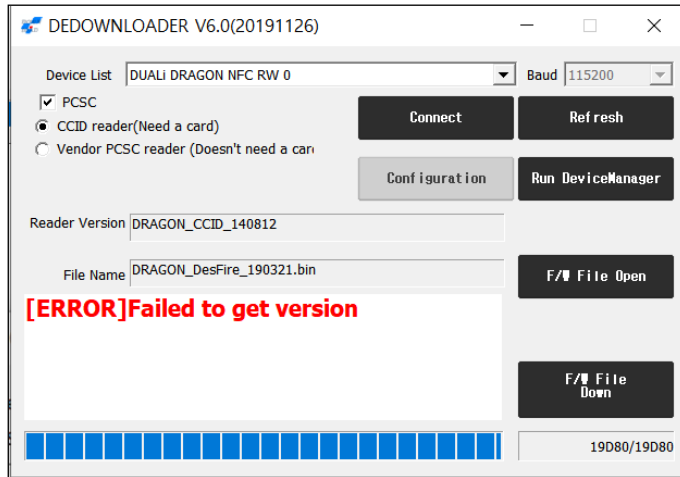 DEDOWNLOADER V6.0(20191126)
Device List DUALi DRAGON NFC RW 0 Baud 115200
PCSC
CCID reader(Need a card)
Vendor PCSC reader (Doesn't need a card
Connect Refresh
Configuration Run DeviceManager
Reader Version DRAGON_CCID_140812
File Name DRAGON_DesFire_190321.bin
F/W File Open
[ERROR]Failed to get version
F/W File
Down
19D80/19D80